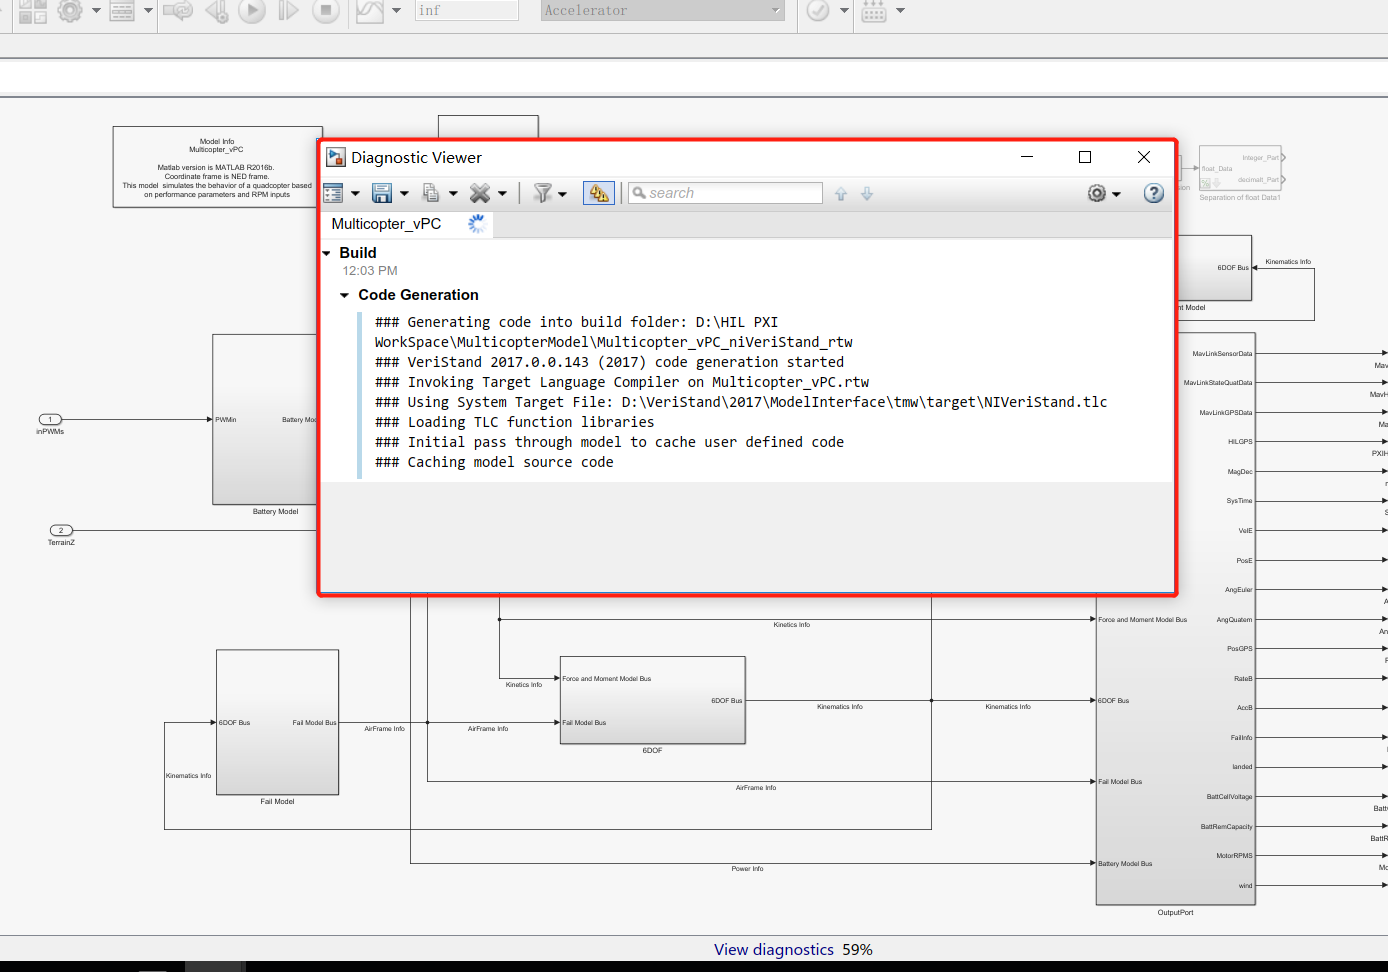 inf
Accelerator
Model Info
Multicopter_vPC
Matlab version is MATLAB R2016b.
Coordinate frame is NED frame.
This model simulates the behavior of a quadcopter based
on performance parameters and RPM inputs
Diagnostic Viewer
search
Multicopter_vPC
Build
12:03 PM
Code Generation
### Generating code into build folder: D:\HIL PXI
WorkSpace\MulticopterModel\Multicopter_vPC_niVeriStand_rtw
### VeriStand 2017.0.0.143 (2017) code generation started
### Invoking Target Language Compiler on Multicopter_vPC.rtw
### Using System Target File: D:\VeriStand\2017\ModelInterface\tmw\target\NIVeriStand.tlc
### Loading TLC function libraries
### Initial pass through model to cache user defined code
### Caching model source code
Integer_Part
float_Data
decimalt_Part
Separation of float Data1
Kinematics Info
6DOF Bus
nt Model
1
inPWMs
PWMin
Battery Mod
Battery Model
2
TerrainZ
MavLinkSensorData
MavLinkStateQuatData
MavLinkGPSData
HILGPS
MagDec
SysTime
VelE
PosE
AngEuler
AngQuatern
PosGPS
RateB
AccB
FailInfo
landed
BattCellVoltage
BattRemCapacity
MotorRPMS
wind
Force and Moment Model Bus
6DOF Bus
Fail Model Bus
Battery Model Bus
OutputPort
Kinetics Info
Kinetics Info
Force and Moment Model Bus
6DOF Bus
Fail Model Bus
6DOF
Kinematics Info
Kinematics Info
6DOF Bus
Fail Model Bus
AirFrame Info
AirFrame Info
Kinematics Info
Fail Model
AirFrame Info
Power Info
View diagnostics 59%